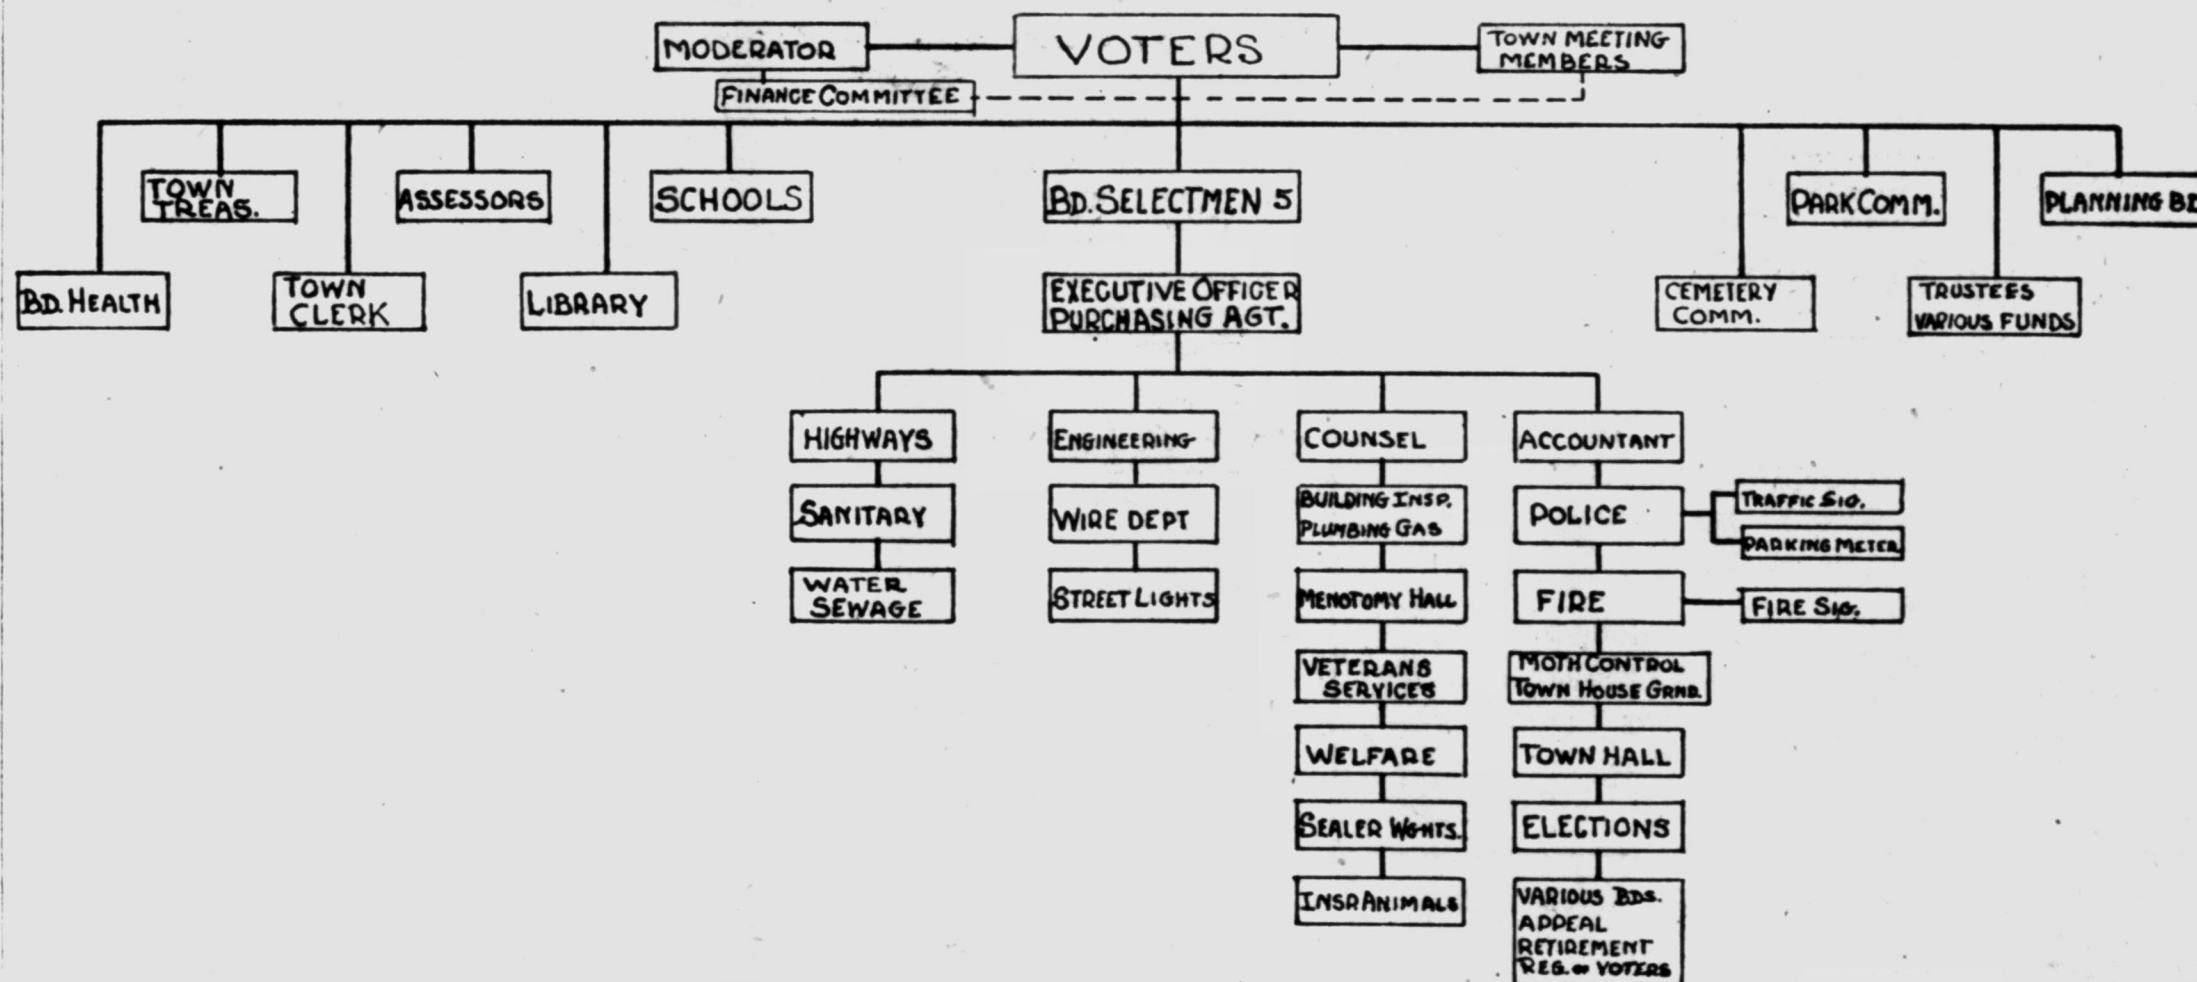 MODERATOR
VOTERS
TOWN MEETING
MEMBERS
FINANCE COMMITTEE
TOWN
TREAS.
ASSESSORS
SCHOOLS
BD. SELECTMEN 5
PARK COMM.
PLANNING BD
BD. HEALTH
TOWN
CLERK
LIBRARY
EXECUTIVE OFFICER
PURCHASING AGT.
CEMETERY
COMM.
TRUSTEES
VARIOUS FUNDS
HIGHWAYS
ENGINEERING
COUNSEL
ACCOUNTANT
SANITARY
WIRE DEPT
BUILDING INSP.
PLUMBING GAS
POLICE
TRAFFIC SIG.
PARKING METER
WATER
SEWAGE
STREET LIGHTS
MENOTOMY HALL
FIRE
FIRE SIG.
VETERANS
SERVICES
MOTH CONTROL
TOWN HOUSE GRND.
WELFARE
TOWN HALL
SEALER WGHTS.
ELECTIONS
INSP. ANIMALS
VARIOUS BDS.
APPEAL
RETIREMENT
REG. OF VOTERS